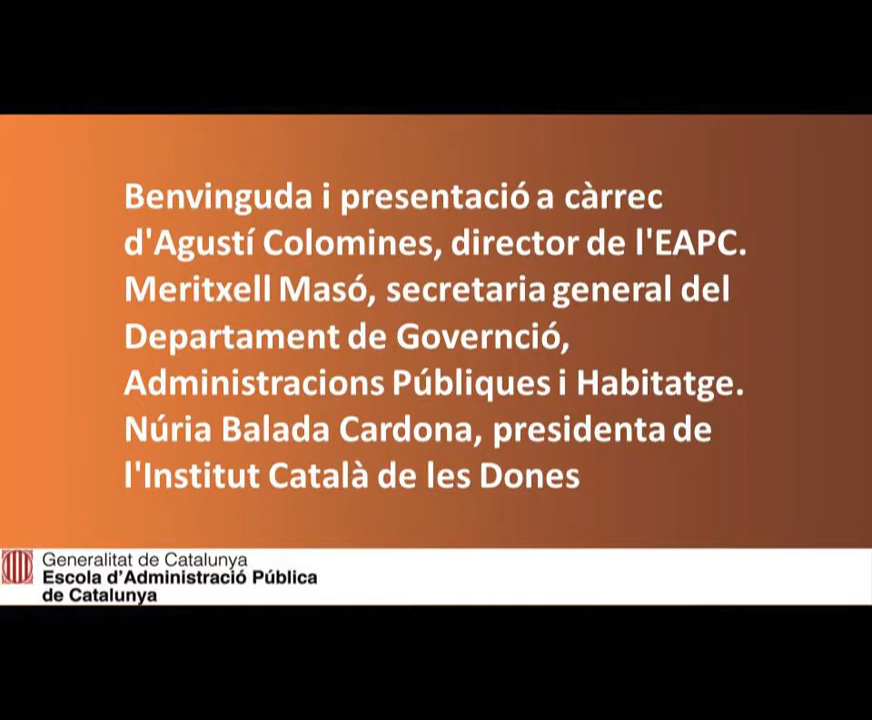 Benvinguda i presentació a càrrec
d'Agustí Colomines, director de l'EAPC.
Meritxell Masó, secretaria general del
Departament de Governció,
Administracions Públiques i Habitatge.
Núria Balada Cardona, presidenta de
l'Institut Català de les Dones
Generalitat de Catalunya
Escola d'Administració Pública
de Catalunya